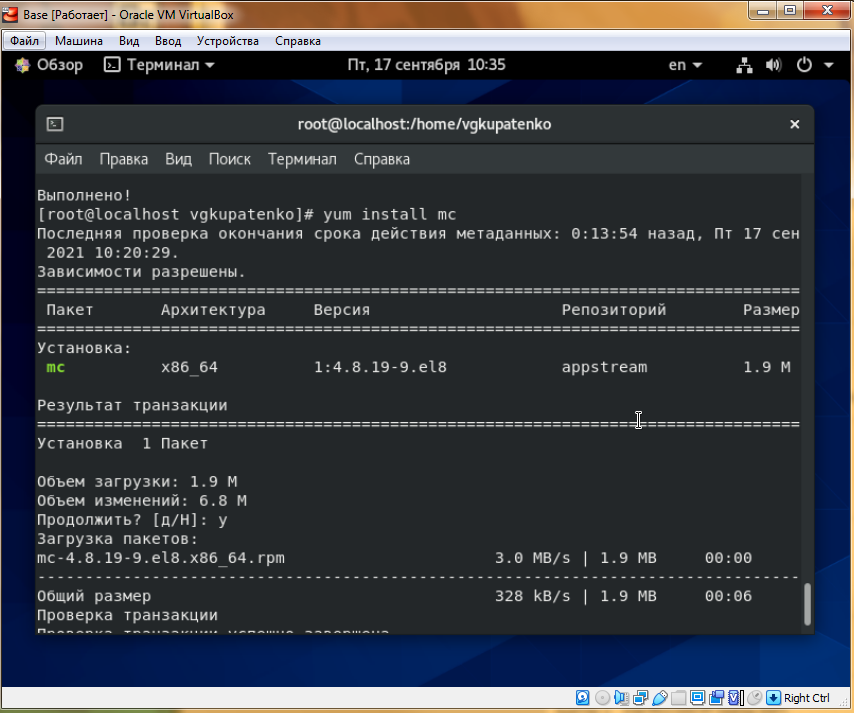 Base [Работает] - Oracle VM VirtualBox
Файл Машина Вид Ввод Устройства Справка
Обзор Терминал Пт, 17 сентября 10:35 en
root@localhost:/home/vgkupatenko
Файл Правка Вид Поиск Терминал Справка
Выполнено!
[root@localhost vgkupatenko]# yum install mc
Последняя проверка окончания срока действия метаданных: 0:13:54 назад, Пт 17 сен
2021 10:20:29.
Зависимости разрешены.
================================================================================
Пакет Архитектура Версия Репозиторий Размер
================================================================================
Установка:
mc x86_64 1:4.8.19-9.el8 appstream 1.9 M
Результат транзакции
================================================================================
Установка 1 Пакет
Объем загрузки: 1.9 M
Объем изменений: 6.8 M
Продолжить? [д/Н]: y
Загрузка пакетов:
mc-4.8.19-9.el8.x86_64.rpm 3.0 MB/s | 1.9 MB 00:00
--------------------------------------------------------------------------------
Общий размер 328 kB/s | 1.9 MB 00:06
Проверка транзакции
Проверка транзакции успешно завершена
Right Ctrl